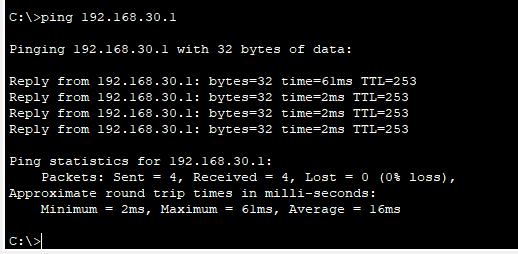 C:\>ping 192.168.30.1
Pinging 192.168.30.1 with 32 bytes of data:
Reply from 192.168.30.1: bytes=32 time=61ms TTL=253
Reply from 192.168.30.1: bytes=32 time=2ms TTL=253
Reply from 192.168.30.1: bytes=32 time=2ms TTL=253
Reply from 192.168.30.1: bytes=32 time=2ms TTL=253
Ping statistics for 192.168.30.1:
Packets: Sent = 4, Received = 4, Lost = 0 (0% loss),
Approximate round trip times in milli-seconds:
Minimum = 2ms, Maximum = 61ms, Average = 16ms
C:\>